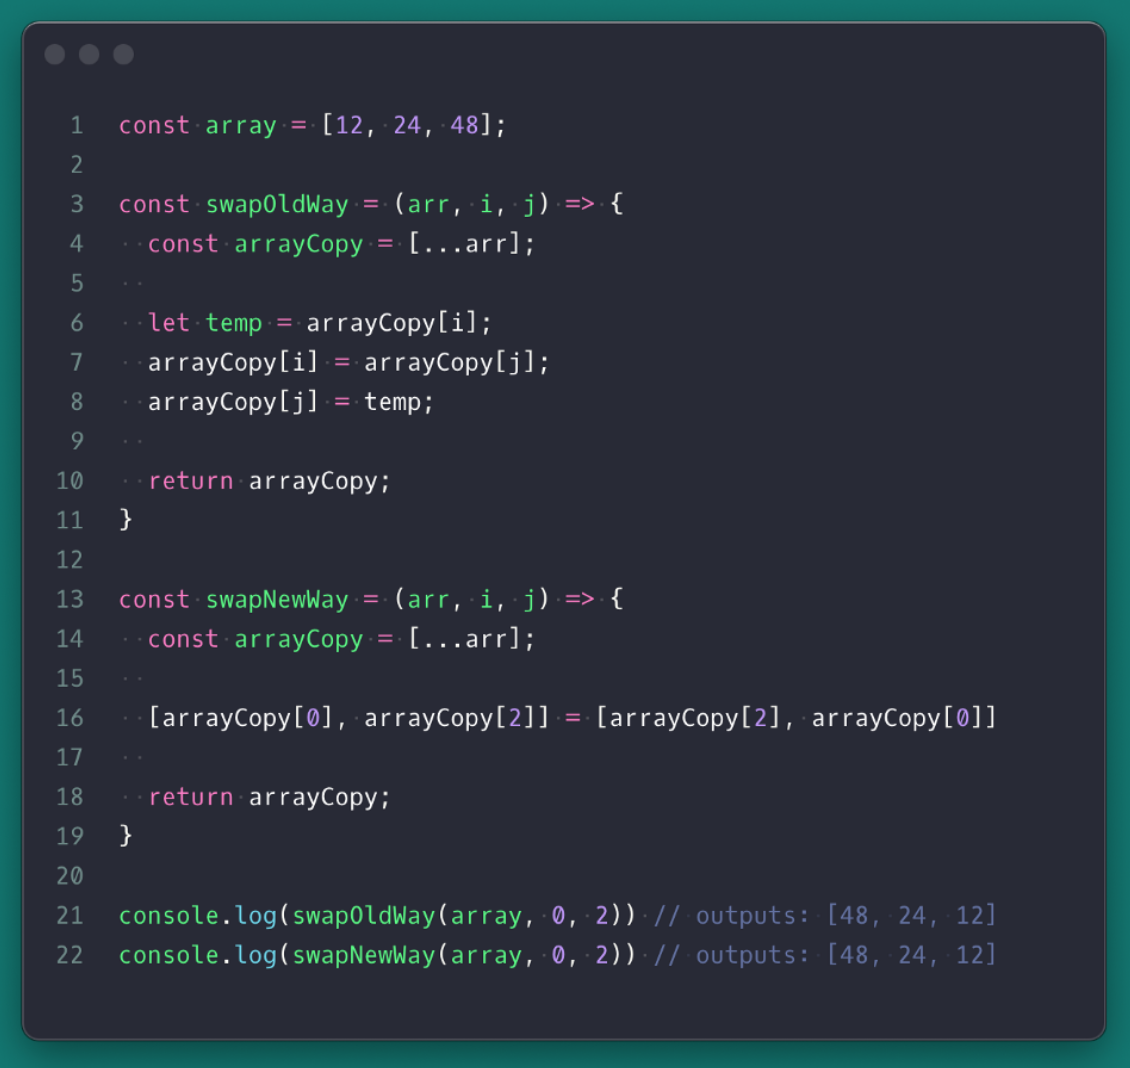 1 const array = [12, 24, 48];
2
3 const swapOldWay = (arr, i, j) => {
4   const arrayCopy = [...arr];
5
6   let temp = arrayCopy[i];
7   arrayCopy[i] = arrayCopy[j];
8   arrayCopy[j] = temp;
9
10   return arrayCopy;
11 }
12
13 const swapNewWay = (arr, i, j) => {
14   const arrayCopy = [...arr];
15
16   [arrayCopy[0], arrayCopy[2]] = [arrayCopy[2], arrayCopy[0]]
17
18   return arrayCopy;
19 }
20
21 console.log(swapOldWay(array, 0, 2)) // outputs: [48, 24, 12]
22 console.log(swapNewWay(array, 0, 2)) // outputs: [48, 24, 12]